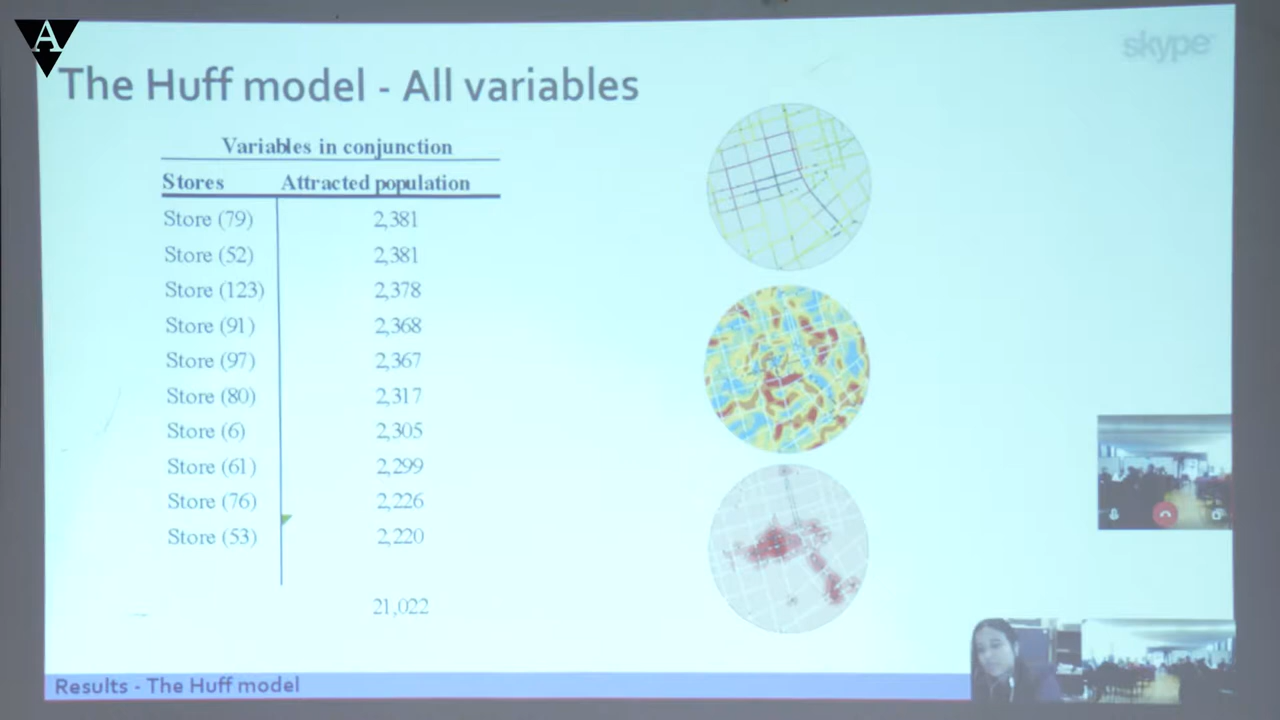 A
skype
The Huff model - All variables
Variables in conjunction
Stores Attracted population
Store (79) 2,381
Store (52) 2,381
Store (123) 2,378
Store (91) 2,368
Store (97) 2,367
Store (80) 2,317
Store (6) 2,305
Store (61) 2,299
Store (76) 2,226
Store (53) 2,220
21,022
Results - The Huff model